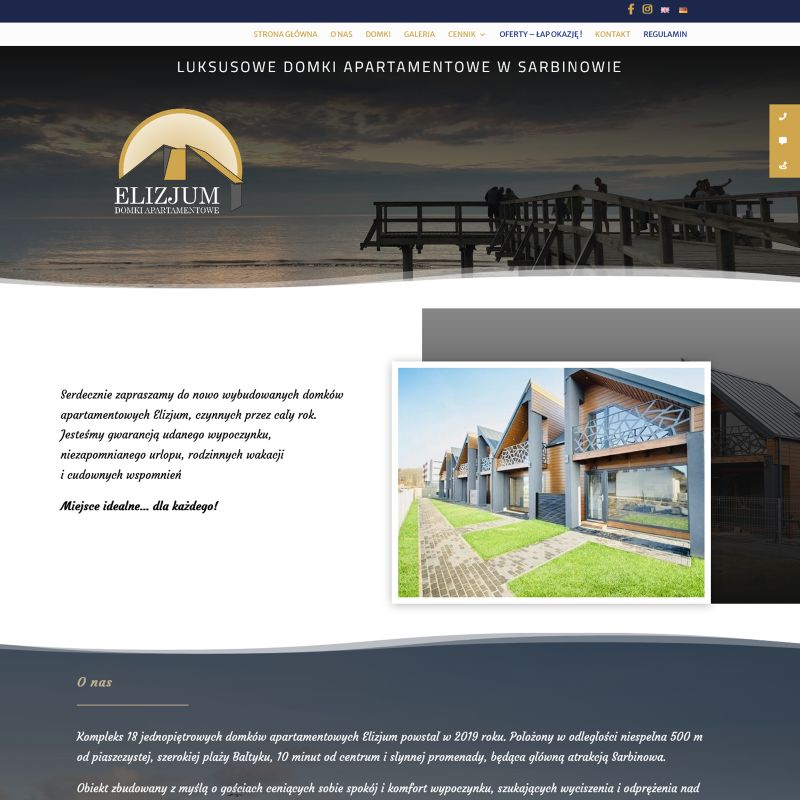 STRONA GŁÓWNA O NAS DOMKI GALERIA CENNIK OFERTY – ŁAP OKAZJĘ! KONTAKT REGULAMIN
LUKSUSOWE DOMKI APARTAMENTOWE W SARBINOWIE
ELIZJUM
DOMKI APARTAMENTOWE
Serdecznie zapraszamy do nowo wybudowanych domków
apartamentowych Elizjum, czynnych przez cały rok.
Jesteśmy gwarancją udanego wypoczynku,
niezapomnianego urlopu, rodzinnych wakacji
i cudownych wspomnień
Miejsce idealne... dla każdego!
O nas
Kompleks 18 jednopiętrowych domków apartamentowych Elizjum powstał w 2019 roku. Położony w odległości niespełna 500 m
od piaszczystej, szerokiej plaży Bałtyku, 10 minut od centrum i słynnej promenady, będąca główną atrakcją Sarbinowa.
Obiekt zbudowany z myślą o gościach ceniących sobie spokój i komfort wypoczynku, szukających wyciszenia i odprężenia nad